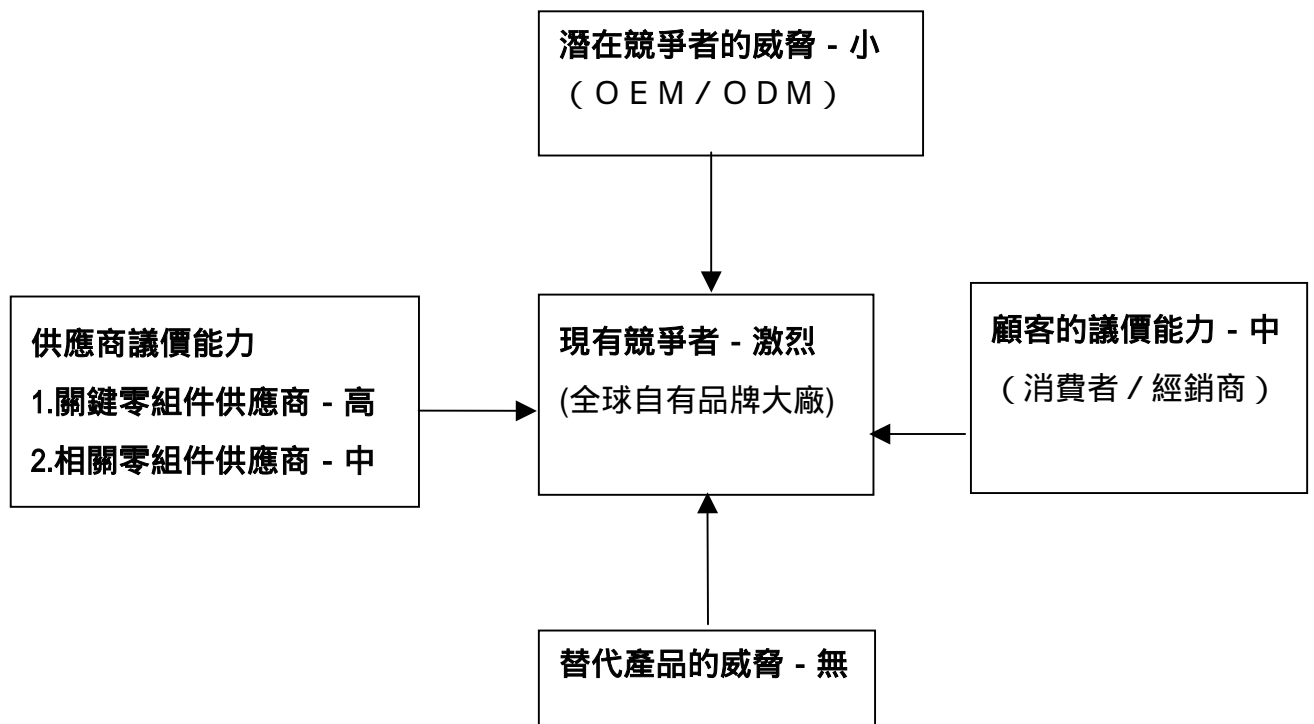 潛在競爭者的威脅 - 小
（ＯＥＭ／ＯＤＭ）
供應商議價能力
1.關鍵零組件供應商 - 高
2.相關零組件供應商 - 中
現有競爭者 - 激烈
(全球自有品牌大廠)
顧客的議價能力 - 中
（消費者／經銷商）
替代產品的威脅 - 無